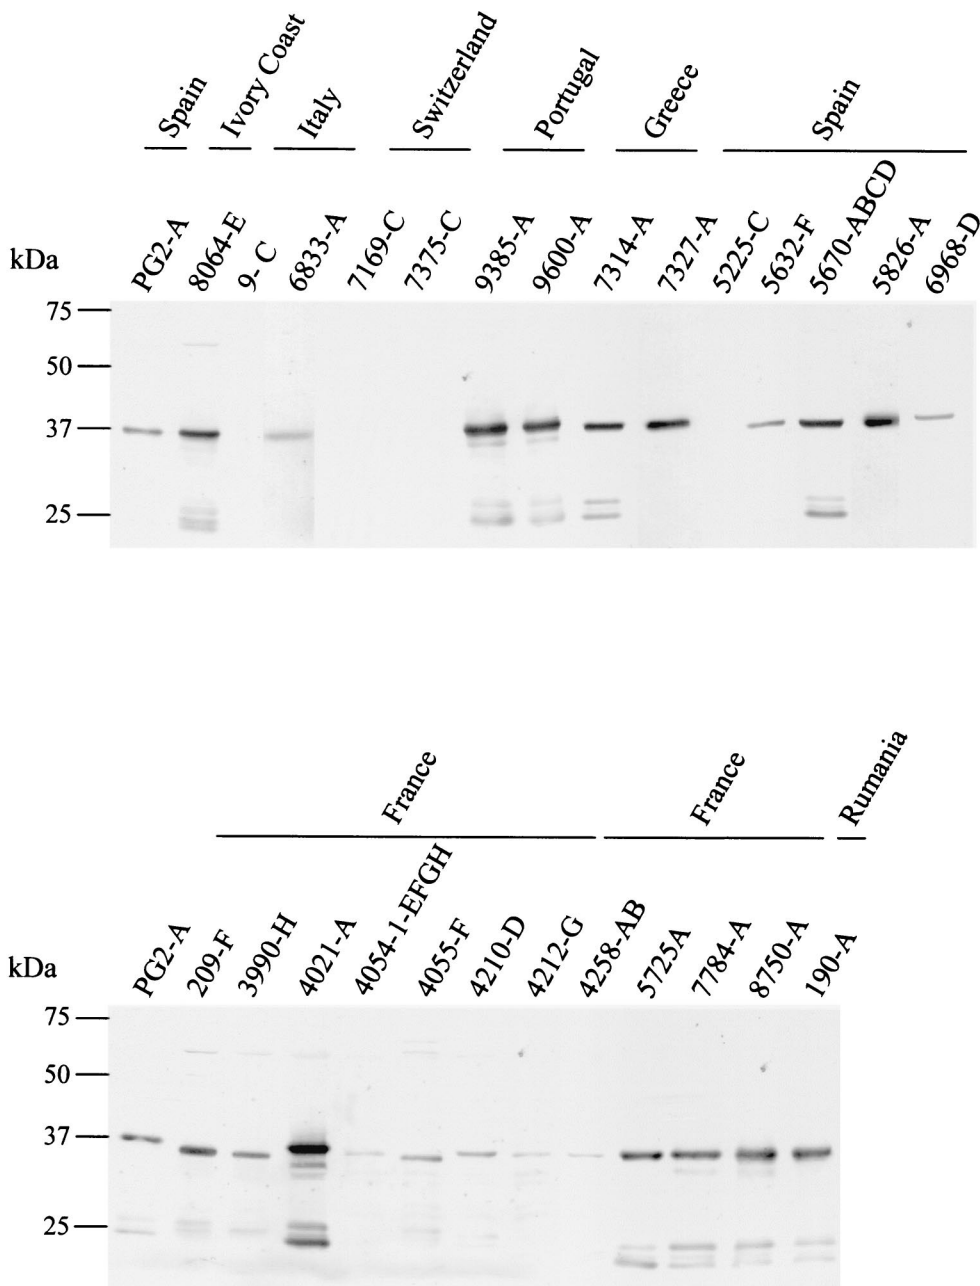 Spain Ivory Coast Italy Switzerland Portugal Greece Spain
kDa PG2-A 8064-E 9- C 6833-A 7169-C 7375-C 9385-A 9600-A 7314-A 7327-A 5225-C 5632-F 5670-ABCD 5826-A 6968-D
75
50
37
25
France France Rumania
kDa PG2-A 209-F 3990-H 4021-A 4054-1-EFGH 4055-F 4210-D 4212-G 4258-AB 5725A 7784-A 8750-A 190-A
75
50
37
25